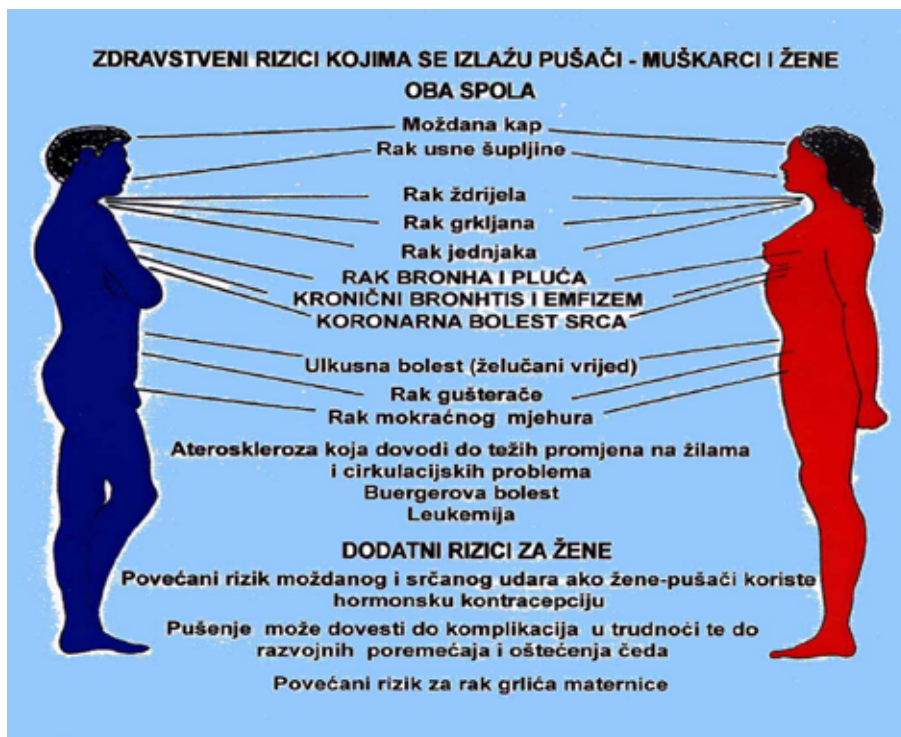 ZDRAVSTVENI RIZICI KOJIMA SE IZLAŽU PUŠAČI - MUŠKARCI I ŽENE
OBA SPOLA
Moždana kap
Rak usne šupljine
Rak ždrijela
Rak grkljana
Rak jednjaka
RAK BRONHA I PLUĆA
KRONIČNI BRONHTIS I EMFIZEM
KORONARNA BOLEST SRCA
Ulkusna bolest (želučani vrijed)
Rak gušterače
Rak mokraćnog mjehura
Ateroskleroza koja dovodi do težih promjena na žilama
i cirkulacijskih problema
Buergerova bolest
Leukemija
DODATNI RIZICI ZA ŽENE
Povećani rizik moždanog i srčanog udara ako žene-pušači koriste
hormonsku kontracepciju
Pušenje može dovesti do komplikacija u trudnoći te do
razvojnih poremećaja i oštećenja čeda
Povećani rizik za rak grlića maternice